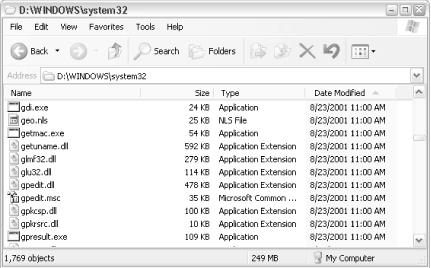 D:\WINDOWS\system32
File Edit View Favorites Tools Help
Back Search Folders
Address D:\WINDOWS\system32
Name Size Type Date Modified
gdi.exe 24 KB Application 8/23/2001 11:00 AM
geo.nls 25 KB NLS File 8/23/2001 11:00 AM
getmac.exe 54 KB Application 8/23/2001 11:00 AM
getuname.dll 592 KB Application Extension 8/23/2001 11:00 AM
glmf32.dll 279 KB Application Extension 8/23/2001 11:00 AM
glu32.dll 114 KB Application Extension 8/23/2001 11:00 AM
gpedit.dll 478 KB Application Extension 8/23/2001 11:00 AM
gpedit.msc 35 KB Microsoft Common ... 8/23/2001 11:00 AM
gpkcsp.dll 100 KB Application Extension 8/23/2001 11:00 AM
gpkrsrc.dll 10 KB Application Extension 8/23/2001 11:00 AM
gpresult.exe 109 KB Application 8/23/2001 11:00 AM
1,769 objects 249 MB My Computer